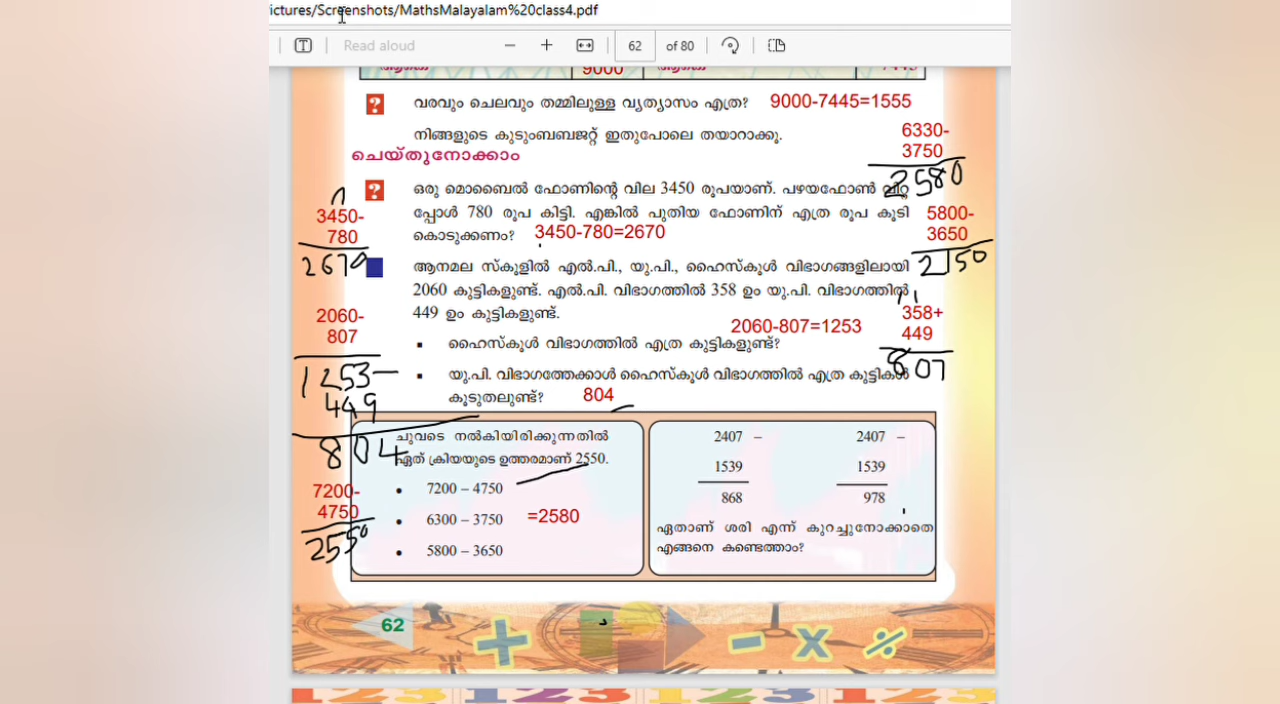 ictures/Screenshots/MathsMalayalam%20class4.pdf
Read aloud
62 of 80
9000
വരവും ചെലവും തമ്മിലുള്ള വ്യത്യാസം എത്ര? 9000-7445=1555
നിങ്ങളുടെ കുടുംബബജറ്റ് ഇതുപോലെ തയാറാക്കൂ.
6330-
3750
2580
ചെയ്തുനോക്കാം
ഒരു മൊബൈൽ ഫോണിന്റെ വില 3450 രൂപയാണ്. പഴയഫോൺ വിറ്റ
പ്പോൾ 780 രൂപ കിട്ടി. എങ്കിൽ പുതിയ ഫോണിന് എത്ര രൂപ കൂടി
കൊടുക്കണം? 3450-780=2670
3450-
780
2670
5800-
3650
2150
ആനമല സ്കൂളിൽ എൽ.പി., യു.പി., ഹൈസ്കൂൾ വിഭാഗങ്ങളിലായി
2060 കുട്ടികളുണ്ട്. എൽ.പി. വിഭാഗത്തിൽ 358 ഉം യു.പി. വിഭാഗത്തിൽ
449 ഉം കുട്ടികളുണ്ട്.
2060-807=1253
358+
449
807
ഹൈസ്കൂൾ വിഭാഗത്തിൽ എത്ര കുട്ടികളുണ്ട്?
യു.പി. വിഭാഗത്തേക്കാൾ ഹൈസ്കൂൾ വിഭാഗത്തിൽ എത്ര കുട്ടികൾ
കൂടുതലുണ്ട്? 804
2060-
807
1253-
449
804
7200-
4750
2550
ചുവടെ നൽകിയിരിക്കുന്നതിൽ
ഏത് ക്രിയയുടെ ഉത്തരമാണ് 2550.
7200 – 4750
6300 – 3750 =2580
5800 – 3650
2407 – 2407 –
1539 1539
868 978
ഏതാണ് ശരി എന്ന് കുറച്ചുനോക്കാതെ
എങ്ങനെ കണ്ടെത്താം?
62
+ - x ÷
123 123 123 123